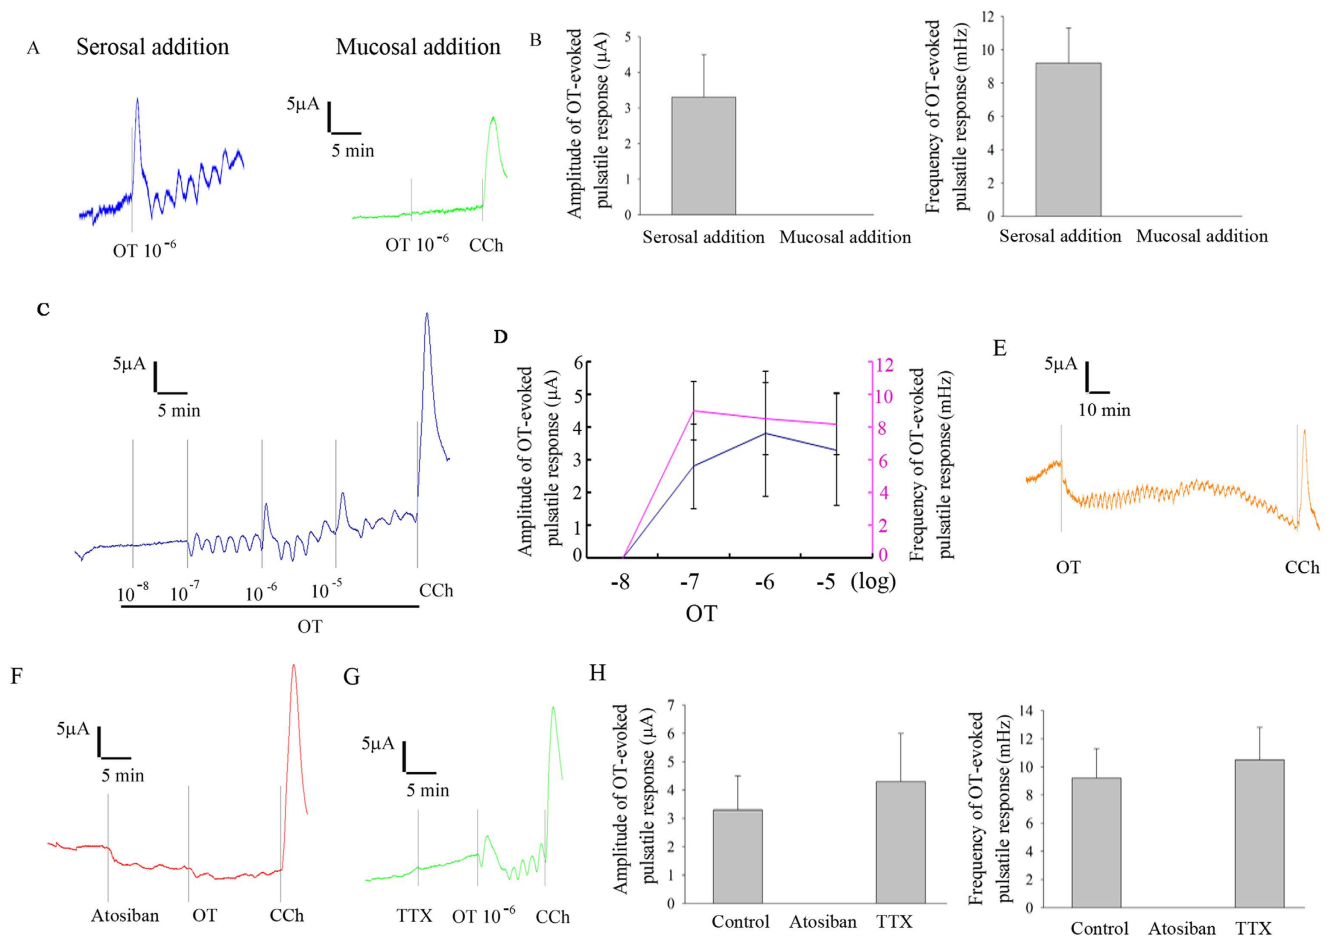 A
Serosal addition
Mucosal addition
5μA
5 min
OT 10⁻⁶
OT 10⁻⁶
CCh
B
Amplitude of OT-evoked
pulsatile response (μA)
5
4
3
2
1
0
Serosal addition
Mucosal addition
Frequency of OT-evoked
pulsatile response (mHz)
12
10
8
6
4
2
0
Serosal addition
Mucosal addition
C
5μA
5 min
10⁻⁸
10⁻⁷
10⁻⁶
10⁻⁵
CCh
OT
D
Amplitude of OT-evoked
pulsatile response (μA)
6
5
4
3
2
1
0
12
10
8
6
4
2
0
Frequency of OT-evoked
pulsatile response (mHz)
-8
-7
-6
-5
(log)
OT
E
5μA
10 min
OT
CCh
F
5μA
5 min
Atosiban
OT
CCh
G
5μA
5 min
TTX
OT 10⁻⁶
CCh
H
Amplitude of OT-evoked
pulsatile response (μA)
7
6
5
4
3
2
1
0
Control
Atosiban
TTX
Frequency of OT-evoked
pulsatile response (mHz)
14
12
10
8
6
4
2
0
Control
Atosiban
TTX